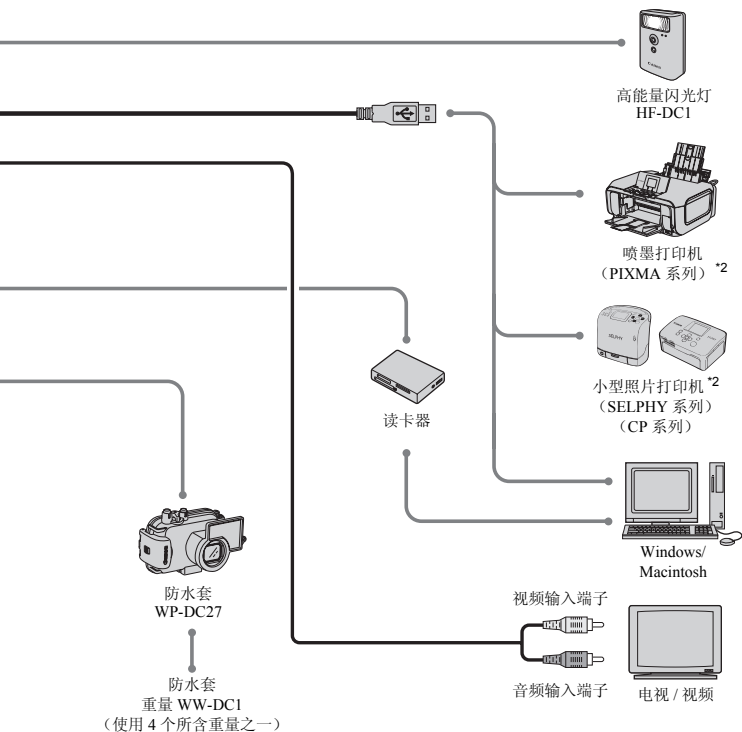 Canon
高能量闪光灯
HF-DC1
喷墨打印机
（PIXMA 系列）*2
SELPHY
小型照片打印机*2
（SELPHY 系列）
（CP 系列）
读卡器
Windows/
Macintosh
防水套
WP-DC27
防水套
重量 WW-DC1
（使用 4 个所含重量之一）
视频输入端子
音频输入端子
电视 / 视频